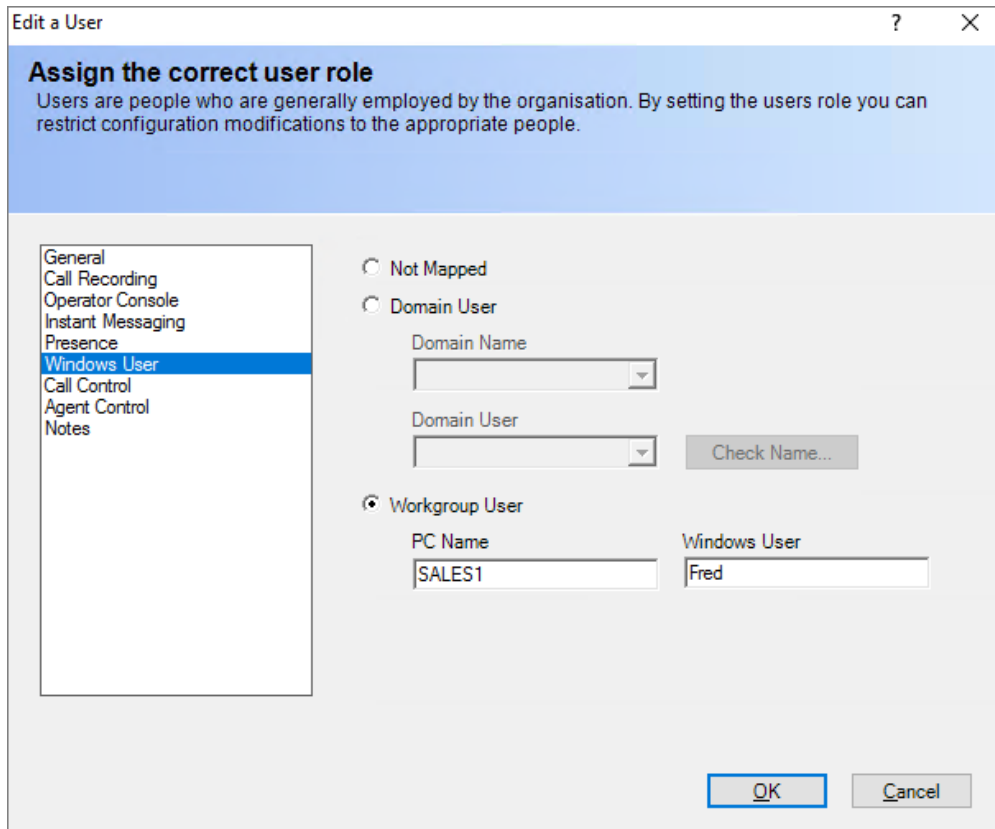 Edit a User
?
Assign the correct user role
Users are people who are generally employed by the organisation. By setting the users role you can
restrict configuration modifications to the appropriate people.
General
Call Recording
Operator Console
Instant Messaging
Presence
Windows User
Call Control
Agent Control
Notes
Not Mapped
Domain User
Domain Name
Domain User
Check Name...
Workgroup User
PC Name Windows User
SALES1 Fred
OK Cancel